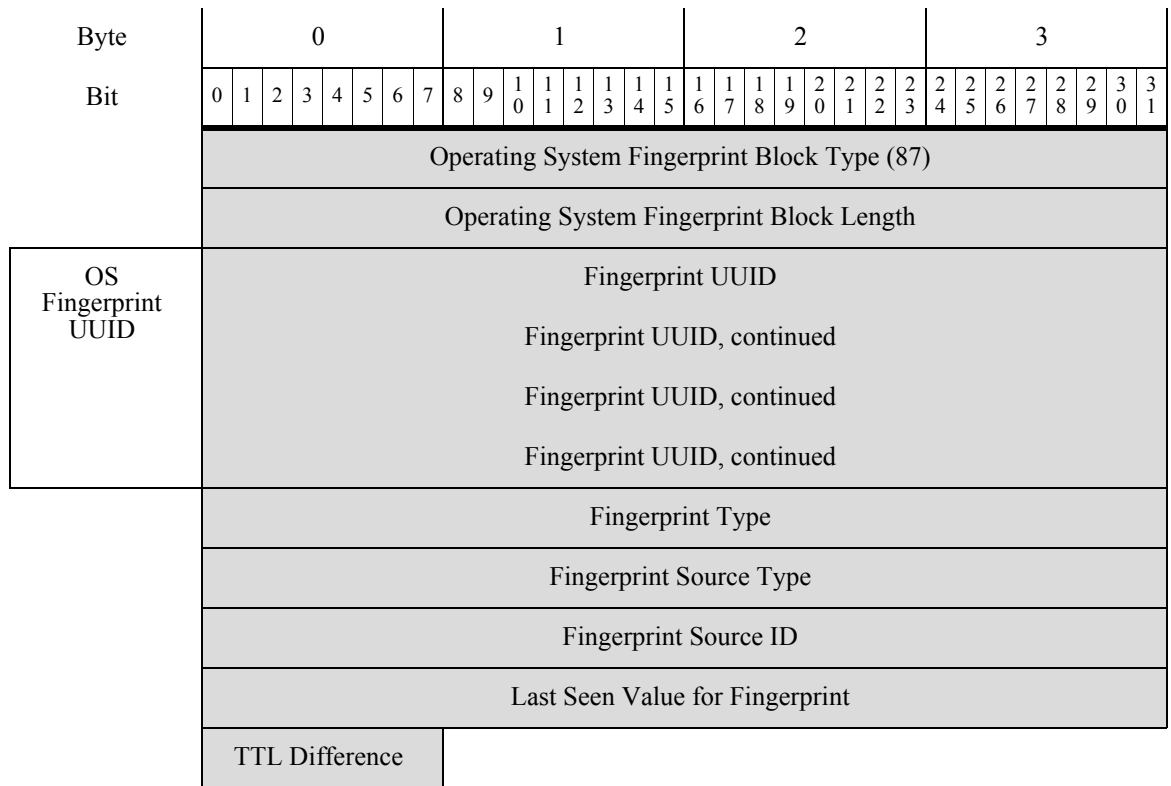 Byte 0 1 2 3
Bit 0 1 2 3 4 5 6 7 8 9 10 11 12 13 14 15 16 17 18 19 20 21 22 23 24 25 26 27 28 29 30 31
Operating System Fingerprint Block Type (87)
Operating System Fingerprint Block Length
OS
Fingerprint
UUID
Fingerprint UUID
Fingerprint UUID, continued
Fingerprint UUID, continued
Fingerprint UUID, continued
Fingerprint Type
Fingerprint Source Type
Fingerprint Source ID
Last Seen Value for Fingerprint
TTL Difference